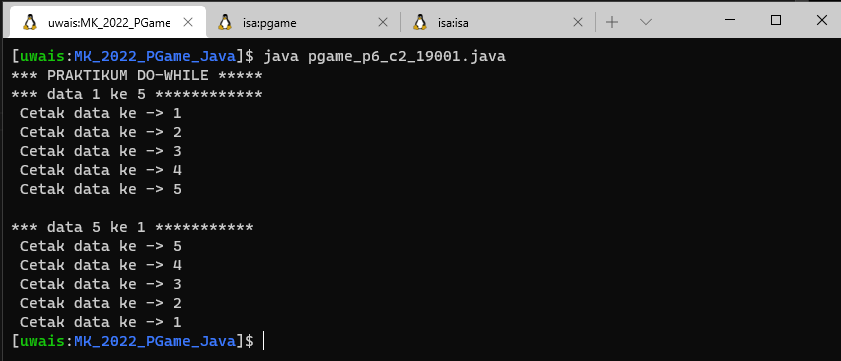 uwais:MK_2022_PGame
isa:pgame
isa:isa
[uwais:MK_2022_PGame_Java]$ java pgame_p6_c2_19001.java
*** PRAKTIKUM DO-WHILE *****
*** data 1 ke 5 ************
Cetak data ke -> 1
Cetak data ke -> 2
Cetak data ke -> 3
Cetak data ke -> 4
Cetak data ke -> 5
*** data 5 ke 1 ***********
Cetak data ke -> 5
Cetak data ke -> 4
Cetak data ke -> 3
Cetak data ke -> 2
Cetak data ke -> 1
[uwais:MK_2022_PGame_Java]$